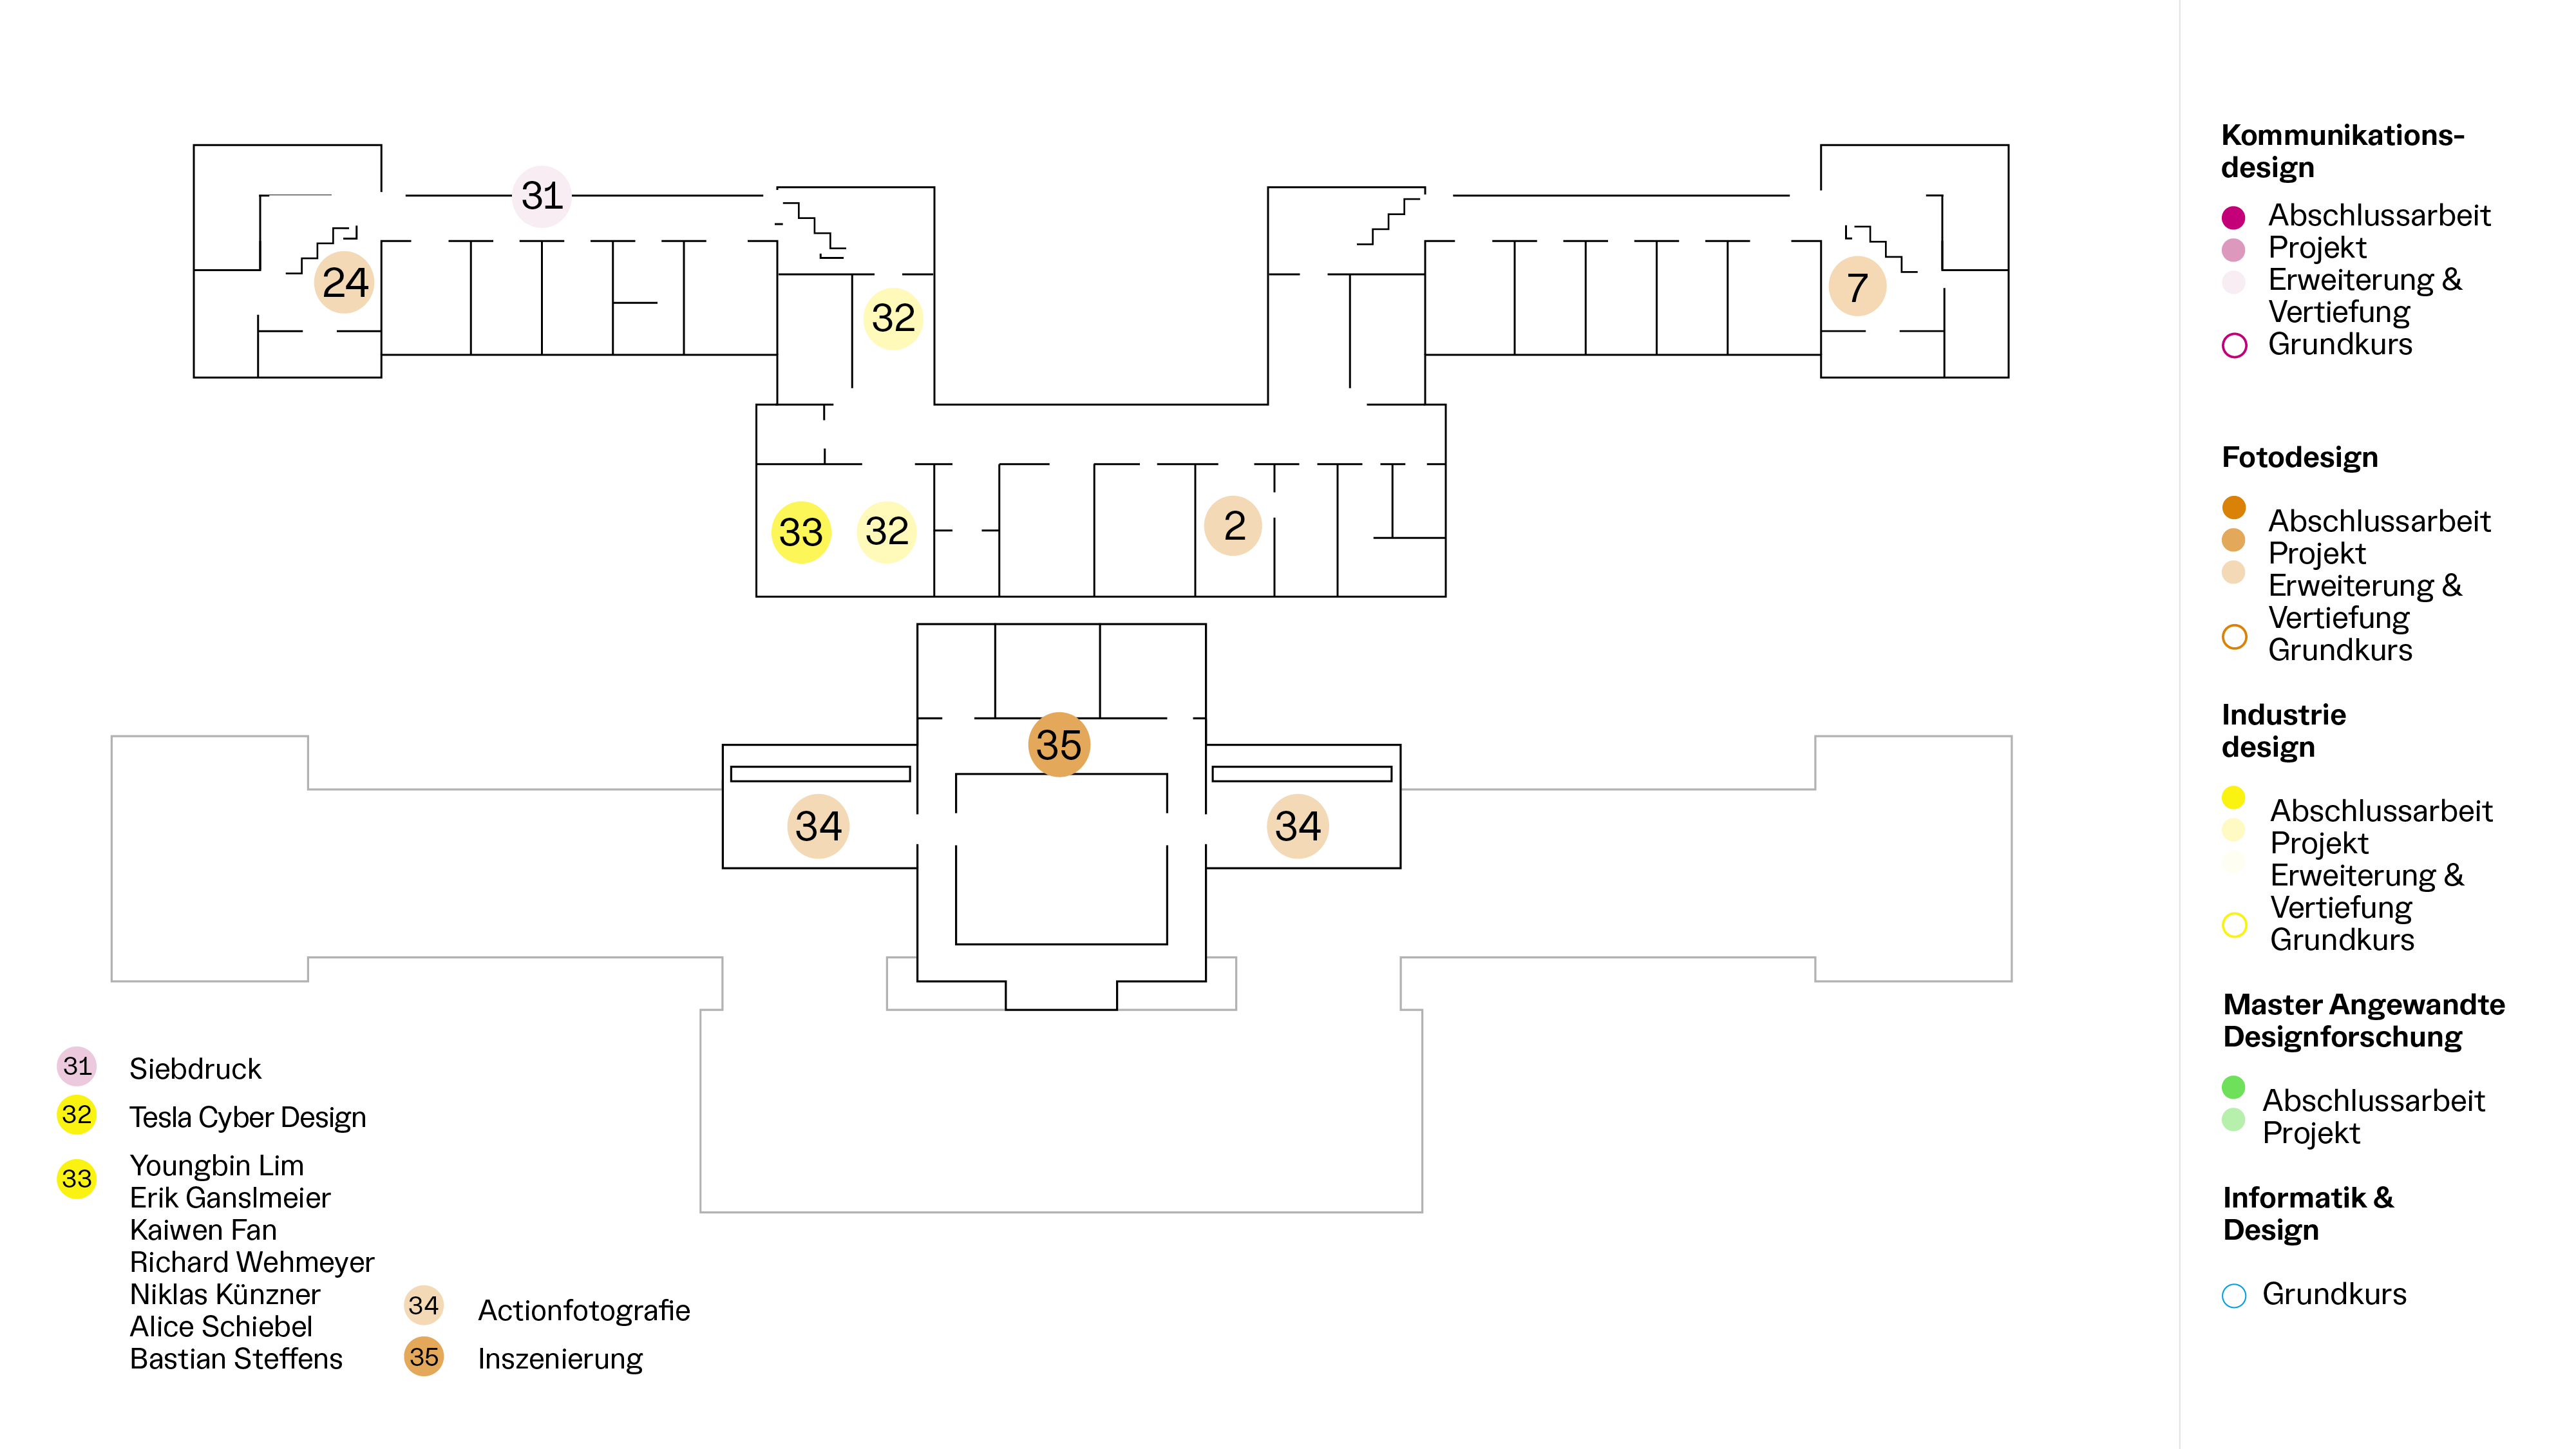 31
24
32
7
33
32
2
35
34
34
31 Siebdruck
32 Tesla Cyber Design
33 Youngbin Lim
Erik Ganslmeier
Kaiwen Fan
Richard Wehmeyer
Niklas Künzner
Alice Schiebel
Bastian Steffens
34 Actionfotografie
35 Inszenierung
Kommunikations-
design
Abschlussarbeit
Projekt
Erweiterung &
Vertiefung
Grundkurs
Fotodesign
Abschlussarbeit
Projekt
Erweiterung &
Vertiefung
Grundkurs
Industrie
design
Abschlussarbeit
Projekt
Erweiterung &
Vertiefung
Grundkurs
Master Angewandte
Designforschung
Abschlussarbeit
Projekt
Informatik &
Design
Grundkurs